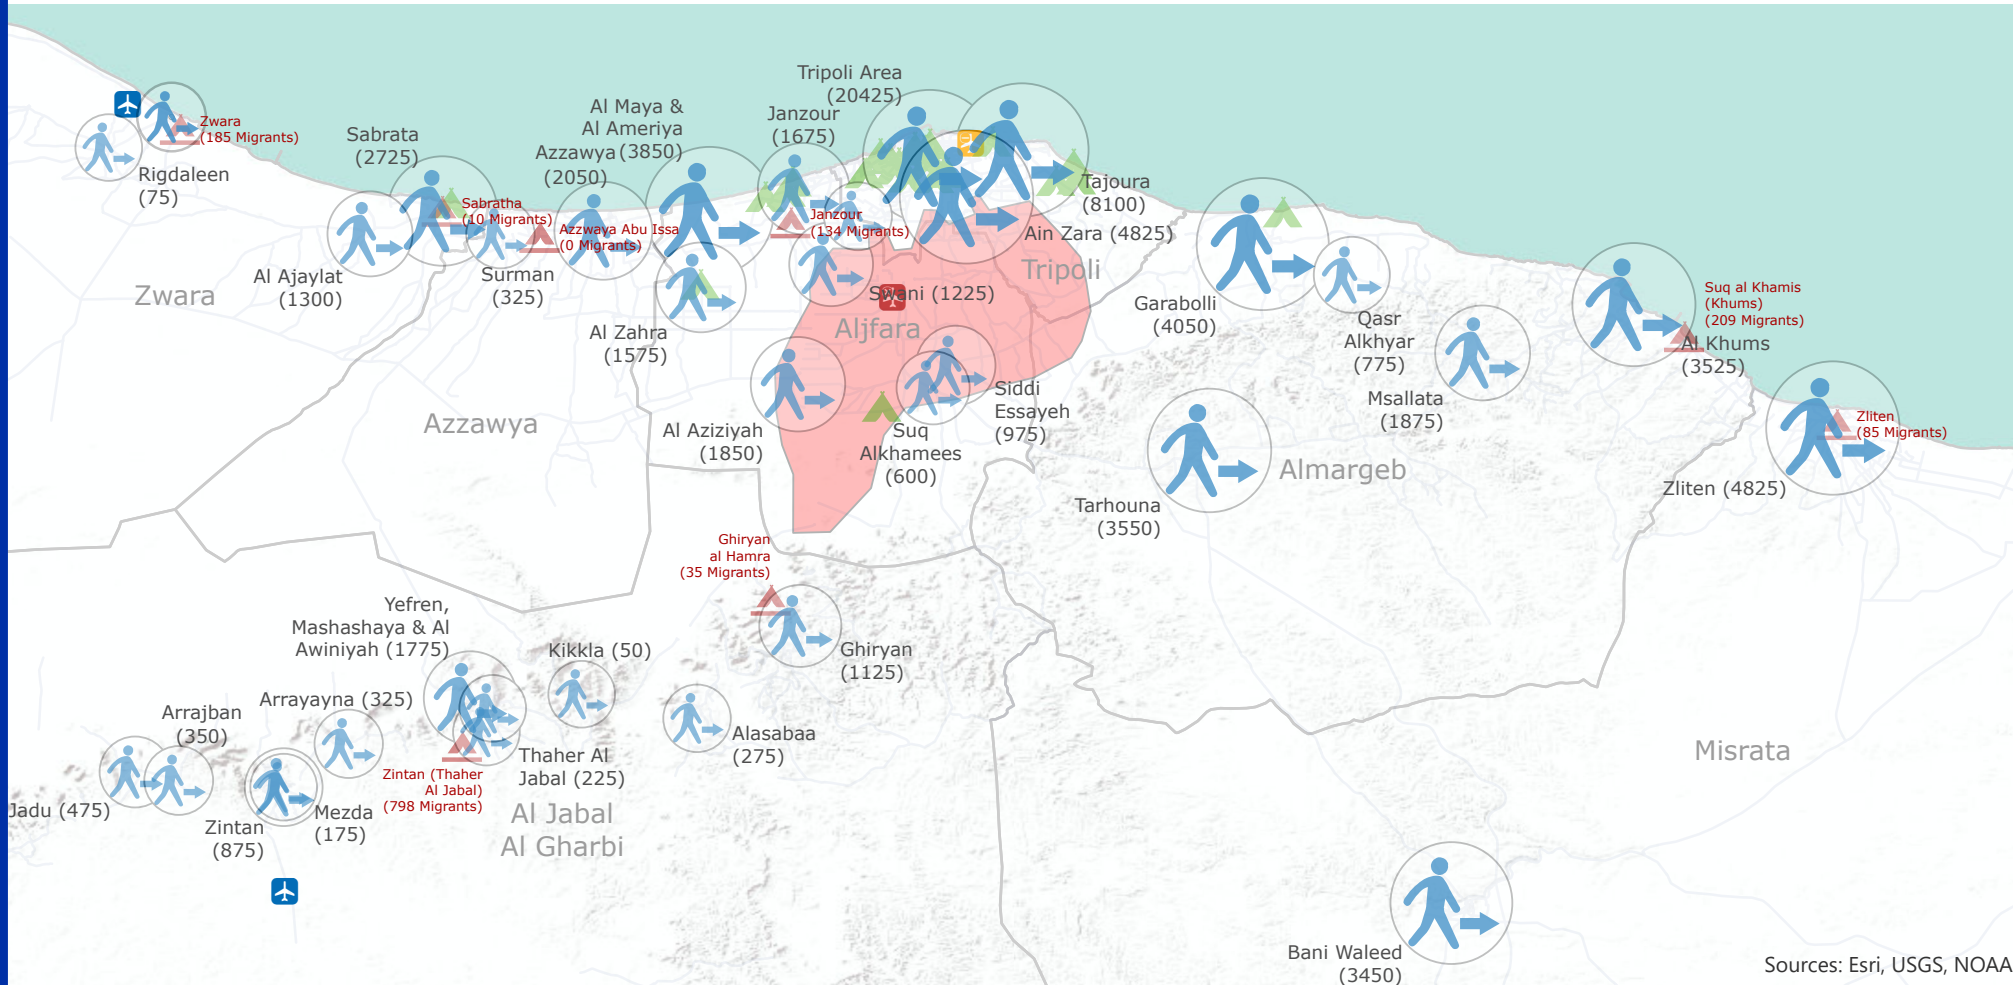 Tripoli Area
(20425)
Al Maya &
Al Ameriya
(3850)
Janzour
(1675)
Zwara
(185 Migrants)
Sabrata
(2725)
Azzawya
(2050)
Rigdaleen
(75)
Tajoura
(8100)
Sabratha
(10 Migrants)
Azzwaya Abu Issa
(0 Migrants)
Janzour
(134 Migrants)
Ain Zara (4825)
Tripoli
Al Ajaylat
(1300)
Surman
(325)
Zwara
Swani (1225)
Garabolli
(4050)
Suq al Khamis
(Khums)
(209 Migrants)
Al Zahra
(1575)
Aljfara
Qasr
Alkhyar
(775)
Al Khums
(3525)
Azzawya
Al Aziziyah
(1850)
Suq
Alkhamees
(600)
Siddi
Essayeh
(975)
Msallata
(1875)
Zliten
(85 Migrants)
Almargeb
Tarhouna
(3550)
Zliten (4825)
Ghiryan
al Hamra
(35 Migrants)
Yefren,
Mashashaya & Al
Awiniyah (1775)
Kikkla (50)
Ghiryan
(1125)
Arrayayna (325)
Arrajban
(350)
Alasabaa
(275)
Thaher Al
Jabal (225)
Misrata
Zintan (Thaher
Al Jabal)
(798 Migrants)
Jadu (475)
Zintan
(875)
Mezda
(175)
Al Jabal
Al Gharbi
Bani Waleed
(3450)
Sources: Esri, USGS, NOAA